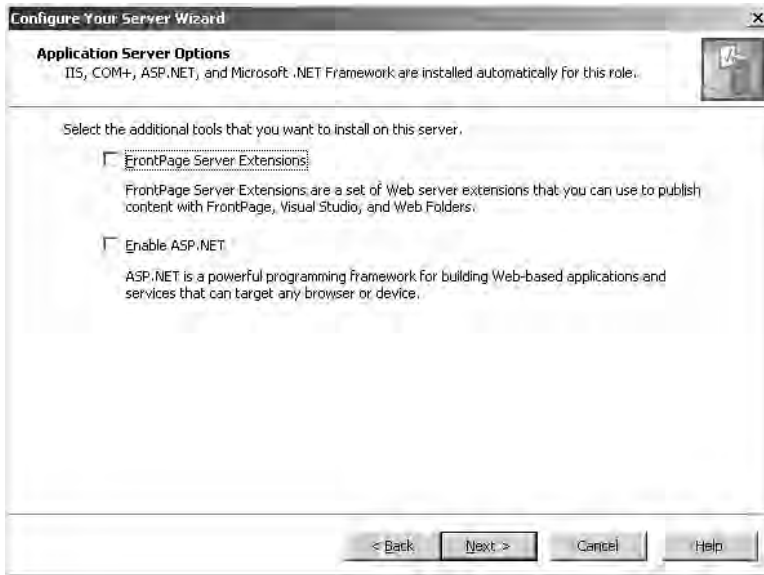 Configure Your Server Wizard
Application Server Options
IIS, COM+, ASP.NET, and Microsoft .NET Framework are installed automatically for this role.
Select the additional tools that you want to install on this server.
FrontPage Server Extensions
FrontPage Server Extensions are a set of Web server extensions that you can use to publish
content with FrontPage, Visual Studio, and Web Folders.
Enable ASP.NET
ASP.NET is a powerful programming framework for building Web-based applications and
services that can target any browser or device.
< Back Next > Cancel Help